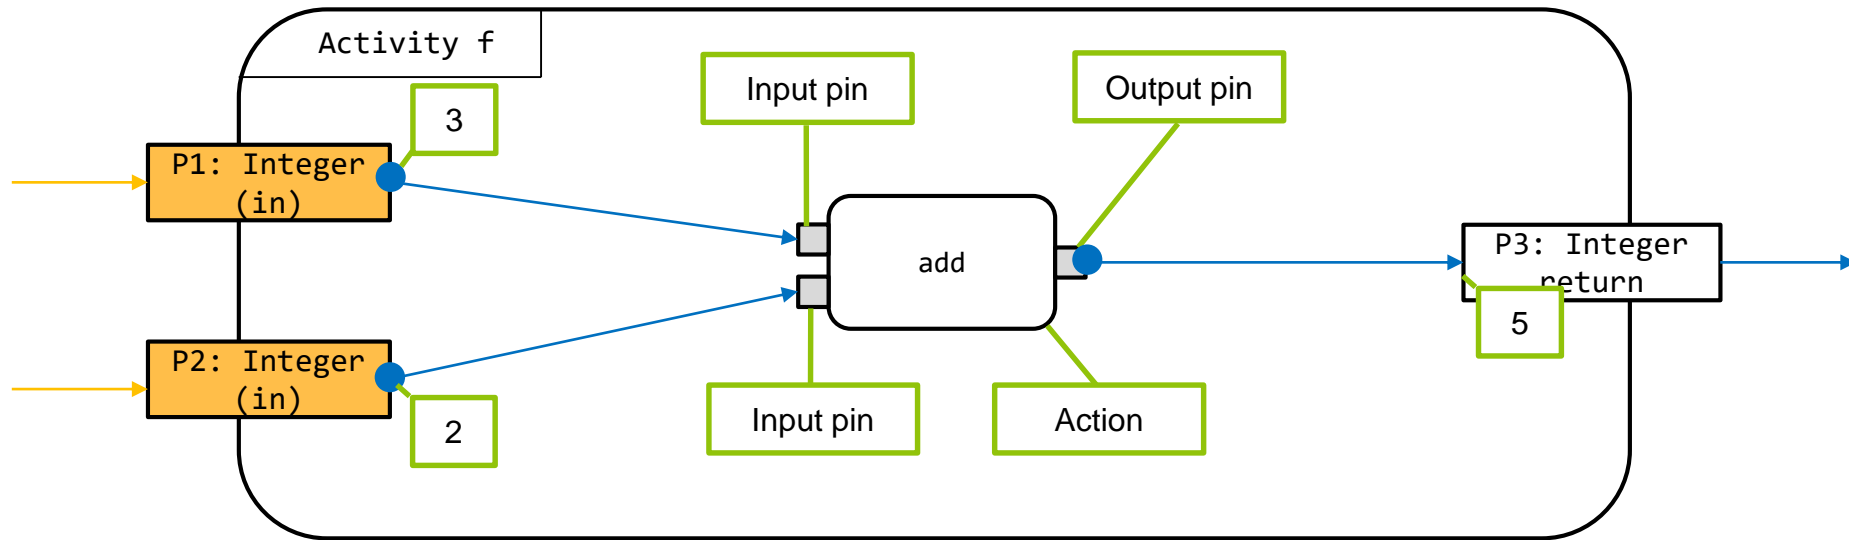 Activity f
3
Input pin
Output pin
P1: Integer
(in)
add
P3: Integer
return
5
P2: Integer
(in)
2
Input pin
Action